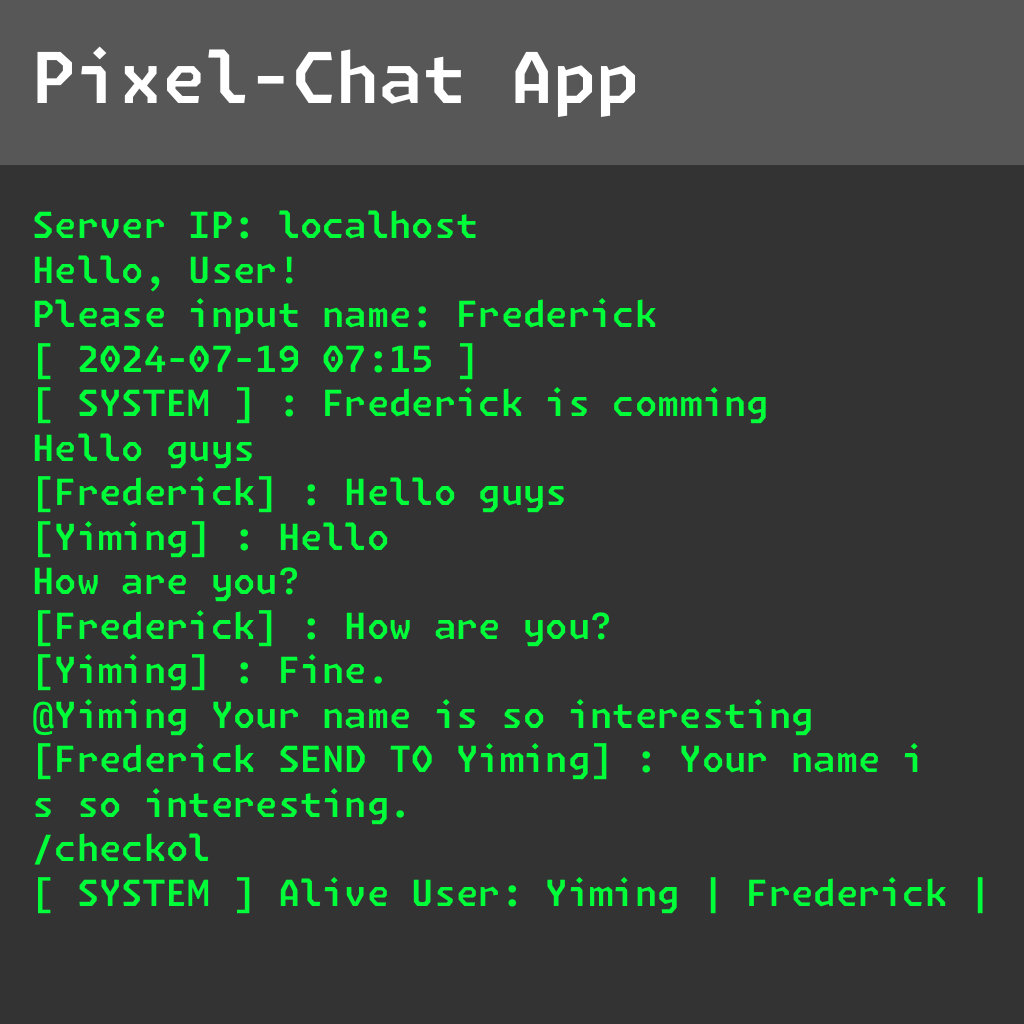 Pixel-Chat App
Server IP: localhost
Hello, User!
Please input name: Frederick
[ 2024-07-19 07:15 ]
[ SYSTEM ] : Frederick is comming
Hello guys
[Frederick] : Hello guys
[Yiming] : Hello
How are you?
[Frederick] : How are you?
[Yiming] : Fine.
@Yiming Your name is so interesting
[Frederick SEND TO Yiming] : Your name i
s so interesting.
/checkol
[ SYSTEM ] Alive User: Yiming | Frederick |